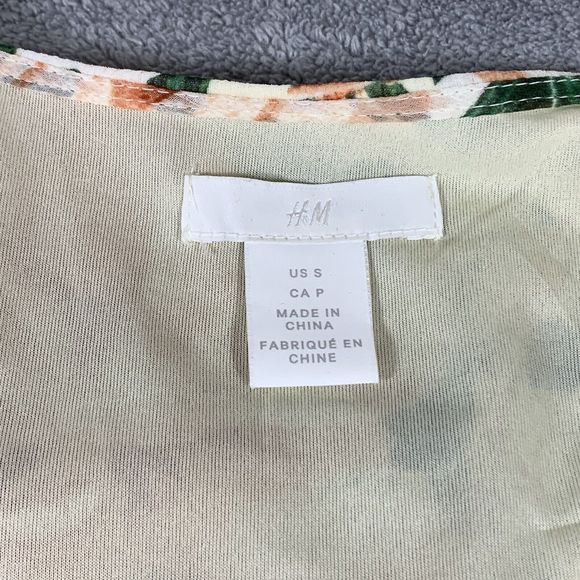 H&M
US S
CA P
MADE IN
CHINA
FABRIQUÉ EN
CHINE